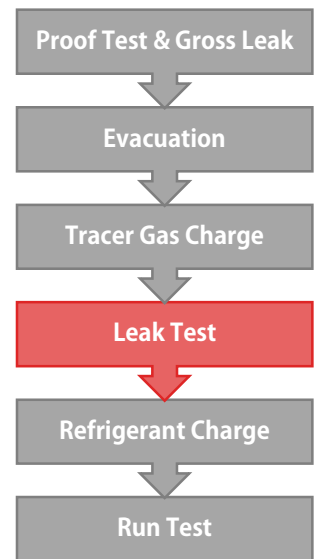 Proof Test & Gross Leak
Evacuation
Tracer Gas Charge
Leak Test
Refrigerant Charge
Run Test